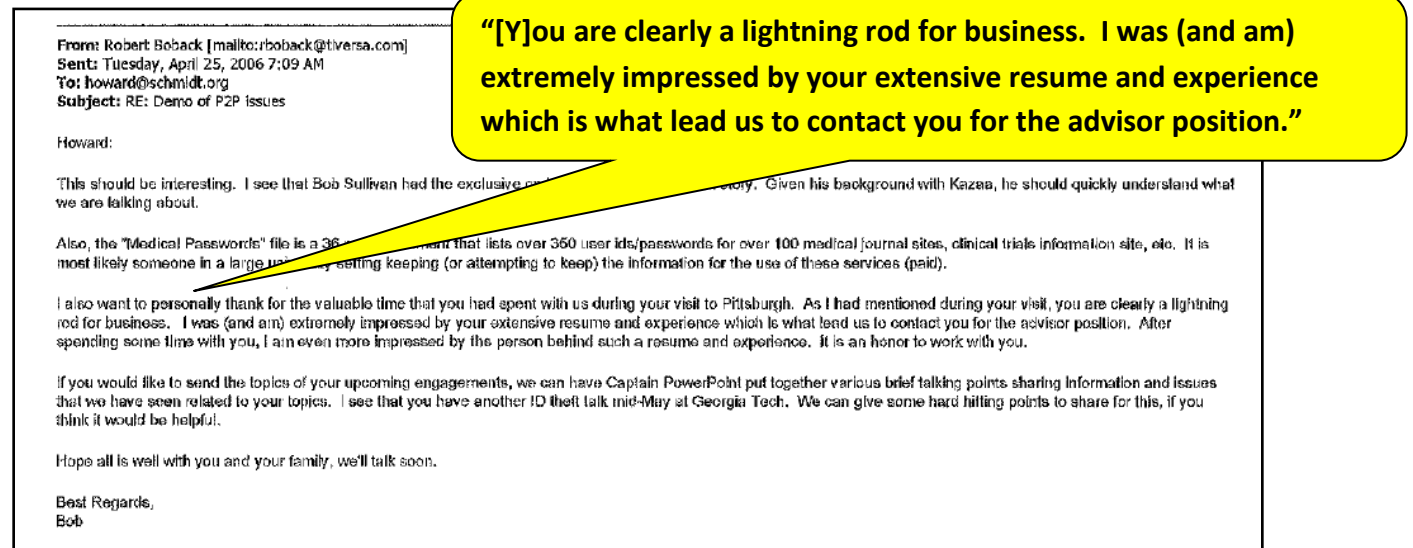 "[Y]ou are clearly a lightning rod for business. I was (and am)
extremely impressed by your extensive resume and experience
which is what lead us to contact you for the advisor position."
From: Robert Boback [mailto:rboback@tiversa.com]
Sent: Tuesday, April 25, 2006 7:09 AM
To: howard@schmidt.org
Subject: RE: Demo of P2P issues
Howard:
This should be interesting. I see that Bob Sullivan had the exclusive story. Given his background with Kazaa, he should quickly understand what
we are talking about.
Also, the "Medical Passwords" file is a 36 that lists over 350 user ids/passwords for over 100 medical journal sites, clinical trials information site, etc. It is
most likely someone in a large university setting keeping (or attempting to keep) the information for the use of these services (paid).
I also want to personally thank for the valuable time that you had spent with us during your visit to Pittsburgh. As I had mentioned during your visit, you are clearly a lightning
rod for business. I was (and am) extremely impressed by your extensive resume and experience which is what lead us to contact you for the advisor position. After
spending some time with you, I am even more impressed by the person behind such a resume and experience. It is an honor to work with you.
If you would like to send the topics of your upcoming engagements, we can have Captain PowerPoint put together various brief talking points sharing information and issues
that we have seen related to your topics. I see that you have another ID theft talk mid-May at Georgia Tech. We can give some hard hitting points to share for this, if you
think it would be helpful.
Hope all is well with you and your family, we'll talk soon.
Best Regards,
Bob